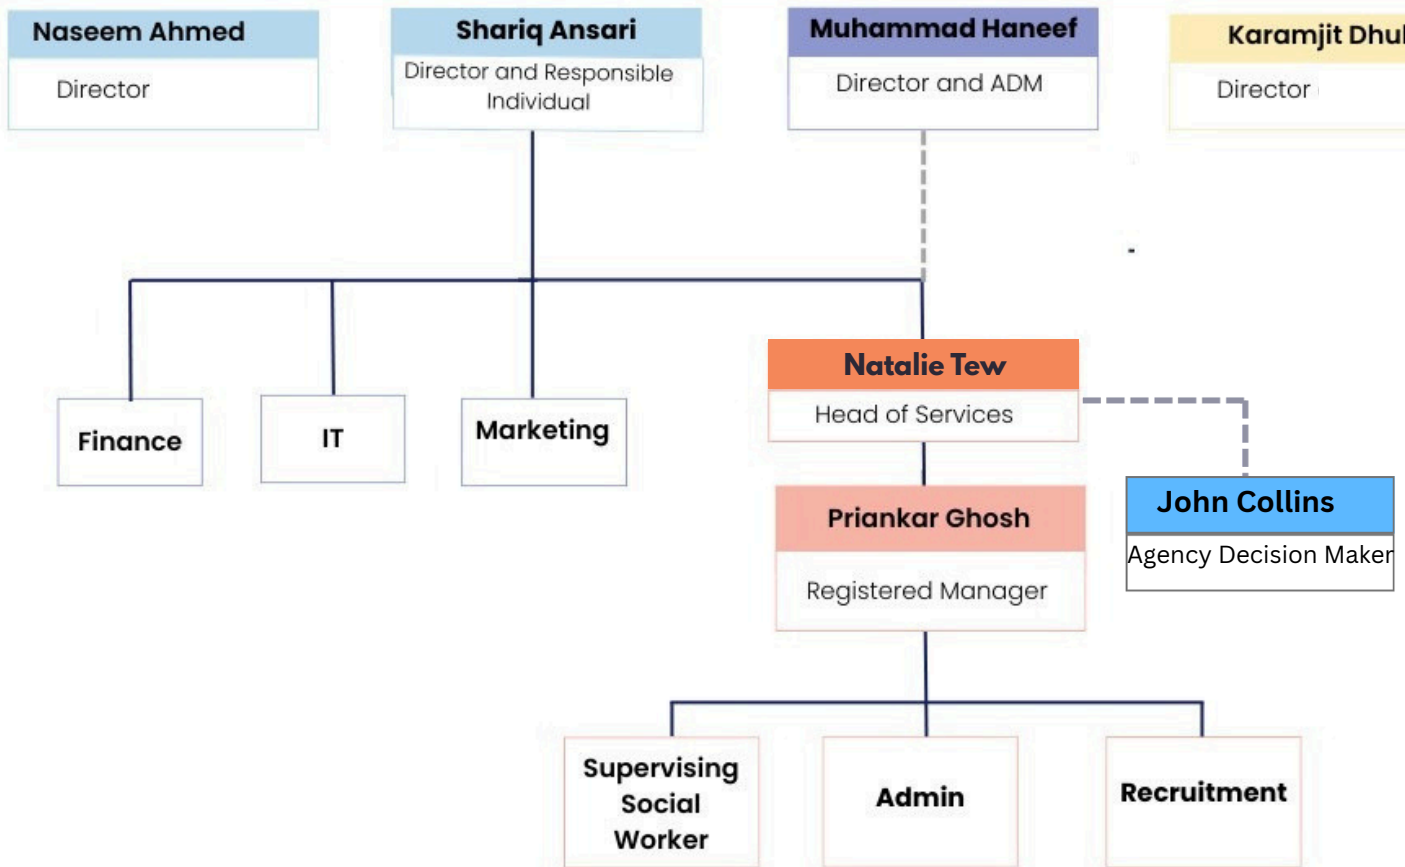 Naseem Ahmed
Director
Shariq Ansari
Director and Responsible
Individual
Muhammad Haneef
Director and ADM
Karamjit
Director
Natalie Tew
Head of Services
Finance
IT
Marketing
Priankar Ghosh
Registered Manager
John Collins
Agency Decision Maker
Supervising
Social
Worker
Admin
Recruitment